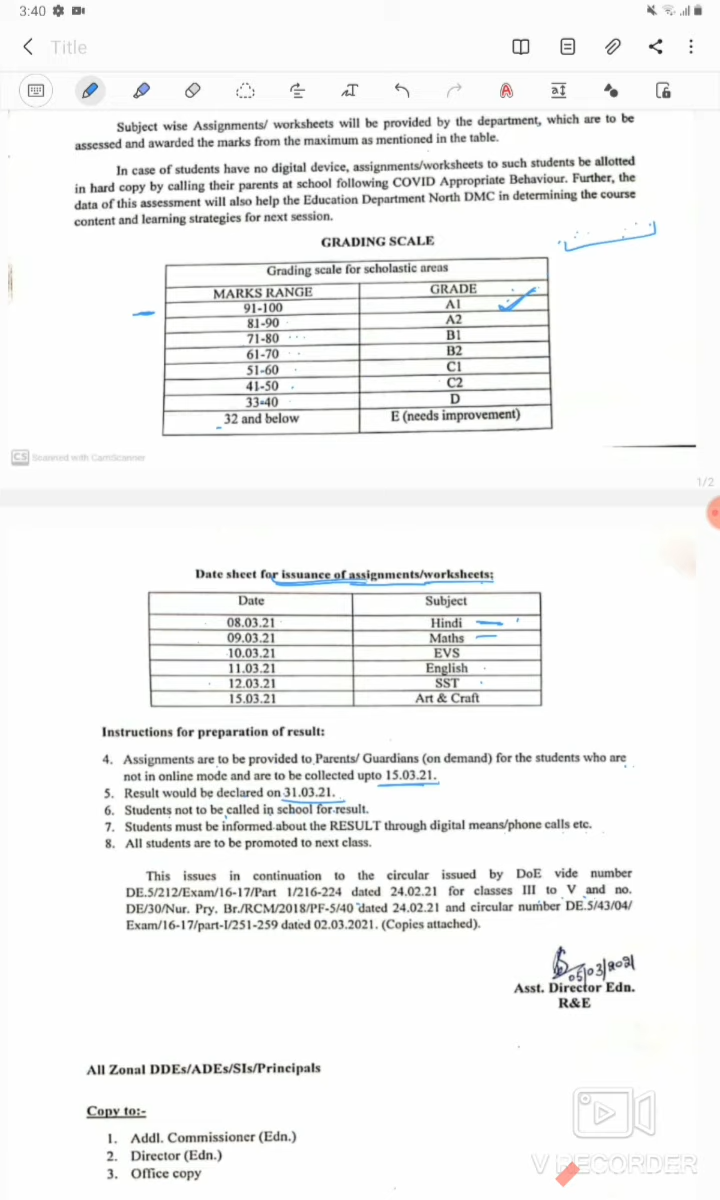 3:40
Title
Subject wise Assignments/ worksheets will be provided by the department, which are to be
assessed and awarded the marks from the maximum as mentioned in the table.
In case of students have no digital device, assignments/worksheets to such students be allotted
in hard copy by calling their parents at school following COVID Appropriate Behaviour. Further, the
data of this assessment will also help the Education Department North DMC in determining the course
content and learning strategies for next session.
GRADING SCALE
Grading scale for scholastic areas
MARKS RANGE GRADE
91-100 A1
81-90 A2
71-80 B1
61-70 B2
51-60 C1
41-50 C2
33-40 D
32 and below E (needs improvement)
CS Scanned with CamScanner
1/2
Date sheet for issuance of assignments/worksheets:
Date Subject
08.03.21 Hindi
09.03.21 Maths
10.03.21 EVS
11.03.21 English
12.03.21 SST
15.03.21 Art & Craft
Instructions for preparation of result:
4. Assignments are to be provided to Parents/ Guardians (on demand) for the students who are
not in online mode and are to be collected upto 15.03.21.
5. Result would be declared on 31.03.21.
6. Students not to be called in school for result.
7. Students must be informed about the RESULT through digital means/phone calls etc.
8. All students are to be promoted to next class.
This issues in continuation to the circular issued by DoE vide number
DE.5/212/Exam/16-17/Part 1/216-224 dated 24.02.21 for classes III to V and no.
DE/30/Nur. Pry. Br./RCM/2018/PF-5/40 dated 24.02.21 and circular number DE.5/43/04/
Exam/16-17/part-I/251-259 dated 02.03.2021. (Copies attached).
05/03/2021
Asst. Director Edn.
R&E
All Zonal DDEs/ADEs/SIs/Principals
Copy to:-
1. Addl. Commissioner (Edn.)
2. Director (Edn.)
3. Office copy
V RECORDER